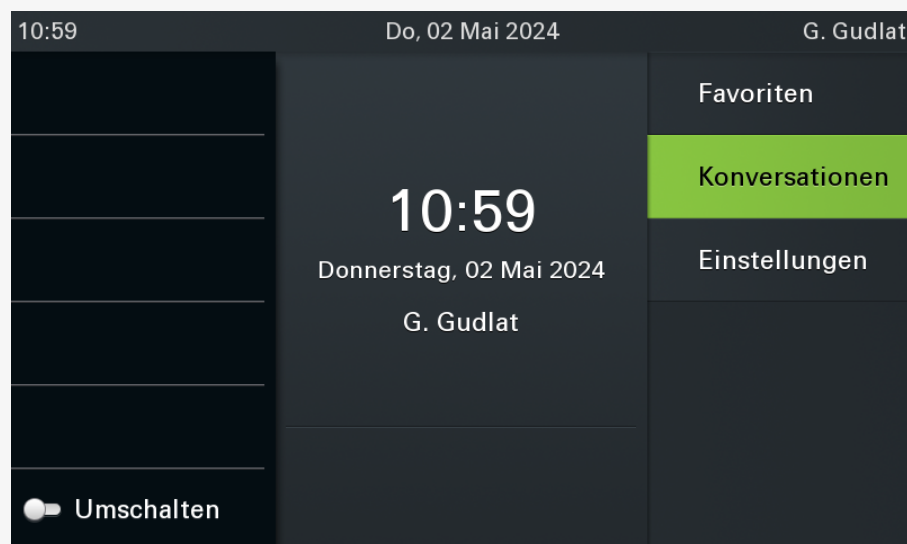 10:59 Do, 02 Mai 2024 G. Gudlat
Favoriten
Konversationen
10:59
Donnerstag, 02 Mai 2024
Einstellungen
G. Gudlat
Umschalten